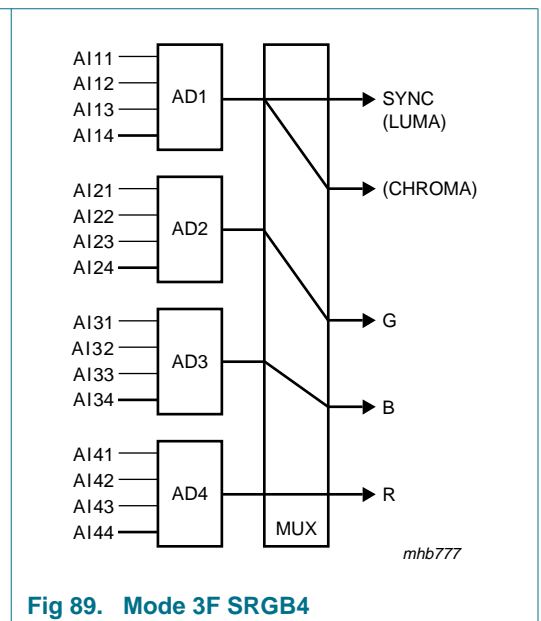 AI11
AI12
AI13
AI14
AD1
SYNC
(LUMA)
(CHROMA)
AI21
AI22
AI23
AI24
AD2
G
AI31
AI32
AI33
AI34
AD3
B
AI41
AI42
AI43
AI44
AD4
R
MUX
mhb777
Fig 89. Mode 3F SRGB4